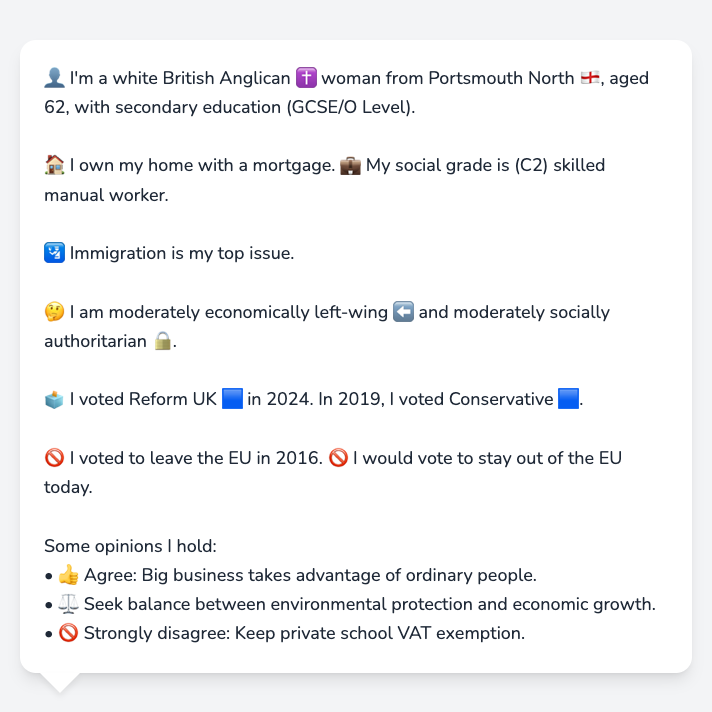 👤 I'm a white British Anglican ✝️ woman from Portsmouth North 🏴󠁧󠁢󠁥󠁮󠁧󠁿, aged
62, with secondary education (GCSE/O Level).
🏠 I own my home with a mortgage. 💼 My social grade is (C2) skilled
manual worker.
🛂 Immigration is my top issue.
🤔 I am moderately economically left-wing ⬅️ and moderately socially
authoritarian 🔒.
🗳️ I voted Reform UK 🟦 in 2024. In 2019, I voted Conservative 🟦.
🚫 I voted to leave the EU in 2016. 🚫 I would vote to stay out of the EU
today.
Some opinions I hold:
• 👍 Agree: Big business takes advantage of ordinary people.
• ⚖️ Seek balance between environmental protection and economic growth.
• 🚫 Strongly disagree: Keep private school VAT exemption.